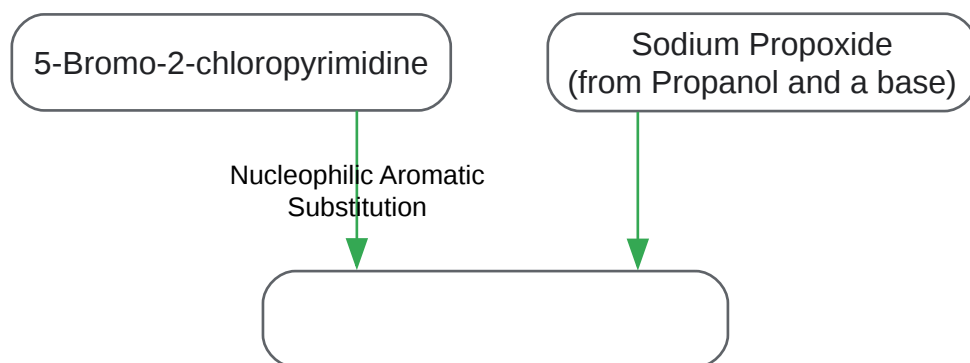 5-Bromo-2-chloropyrimidine
Sodium Propoxide
(from Propanol and a base)
Nucleophilic Aromatic
Substitution